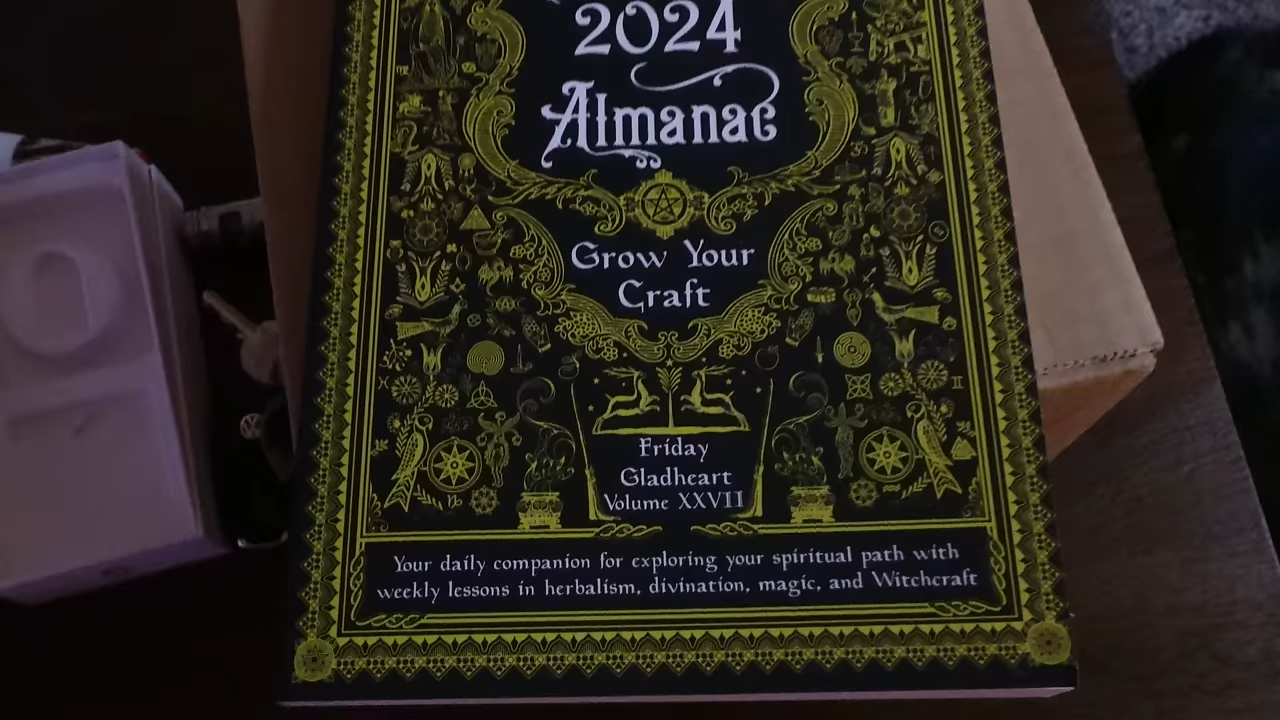 2024
Almanac
Grow Your
Craft
Friday
Gladheart
Volume XXVII
Your daily companion for exploring your spiritual path with
weekly lessons in herbalism, divination, magic, and Witchcraft